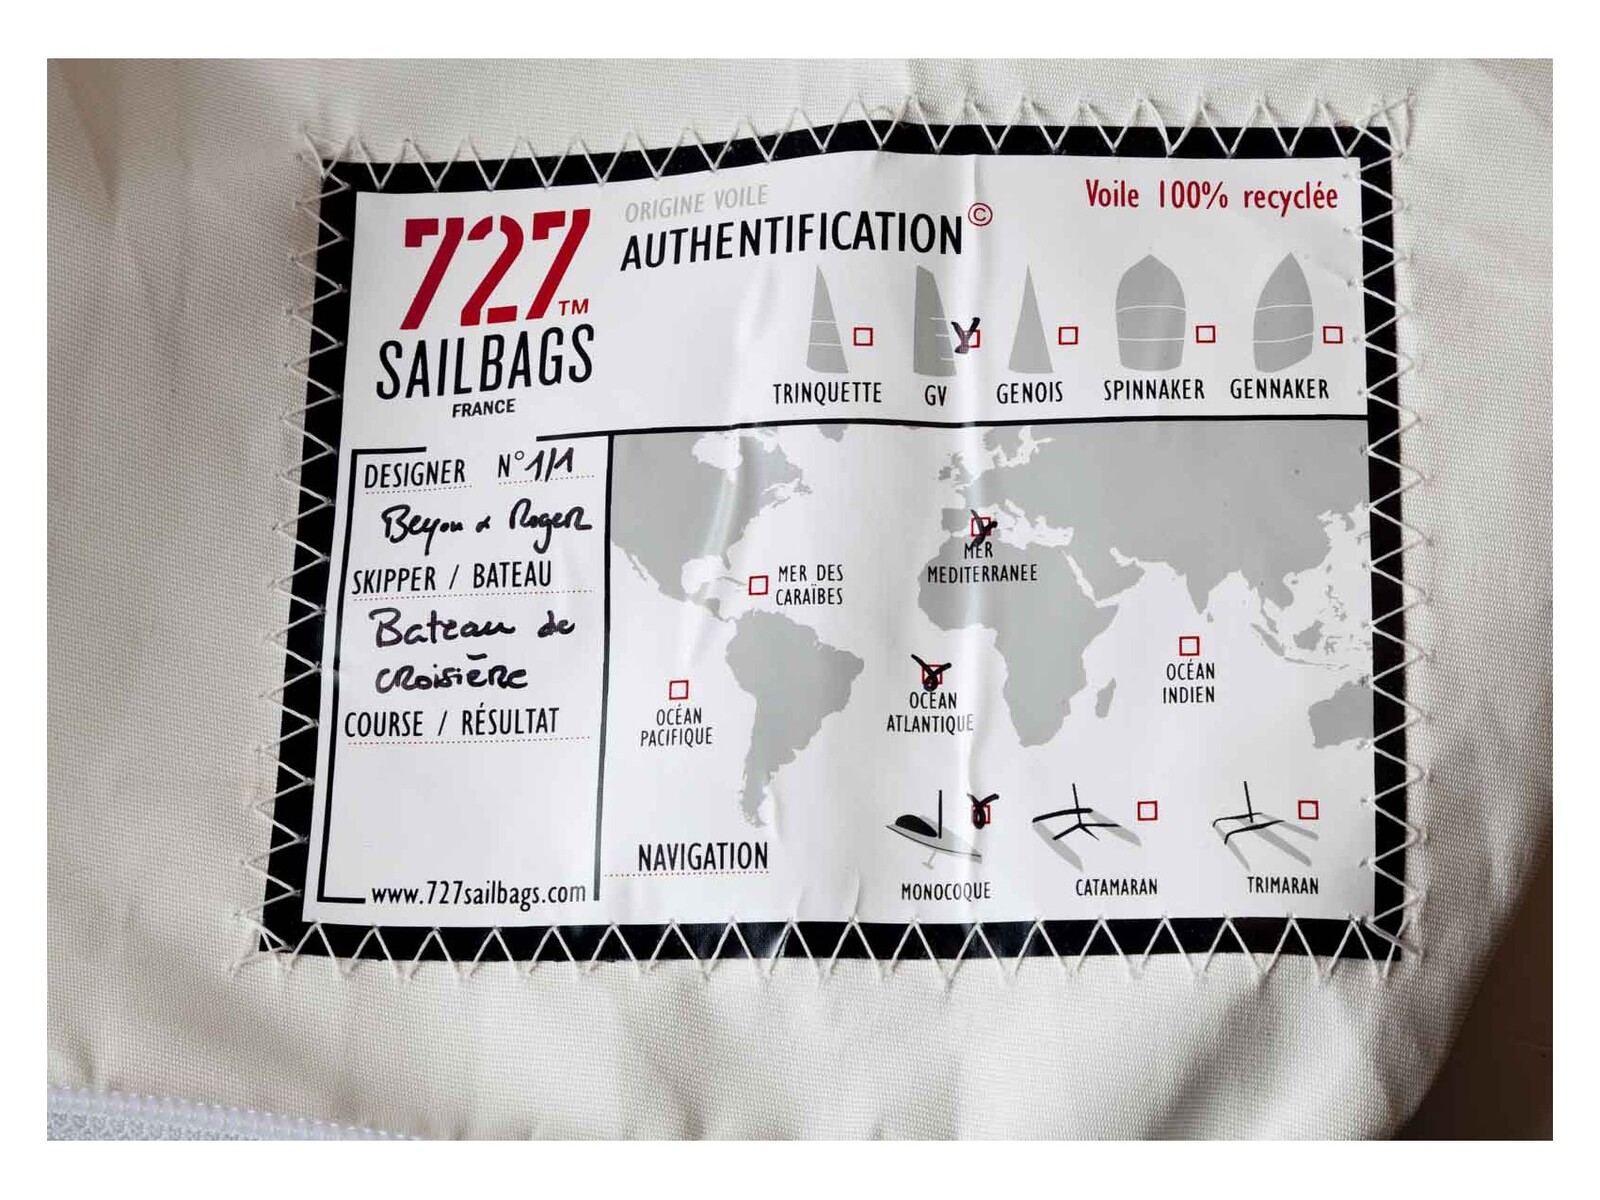 727 TM
SAILBAGS
FRANCE
ORIGINE VOILE
AUTHENTIFICATION ©
Voile 100% recyclée
TRINQUETTE
GV
GENOIS
SPINNAKER
GENNAKER
DESIGNER N° 1/1
Beyou & Roger
SKIPPER / BATEAU
Bateau de
croisière
COURSE / RÉSULTAT
www.727sailbags.com
MER DES
CARAÏBES
MER
MEDITERRANEE
OCÉAN
PACIFIQUE
OCÉAN
ATLANTIQUE
OCÉAN
INDIEN
NAVIGATION
MONOCOQUE
CATAMARAN
TRIMARAN